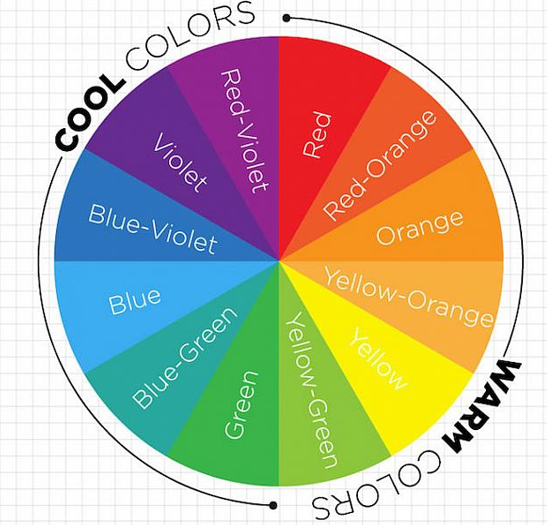 COOL COLORS
Red
Red-Orange
Orange
Yellow-Orange
Yellow
Yellow-Green
Green
Blue-Green
Blue
Blue-Violet
Violet
Red-Violet
WARM COLORS